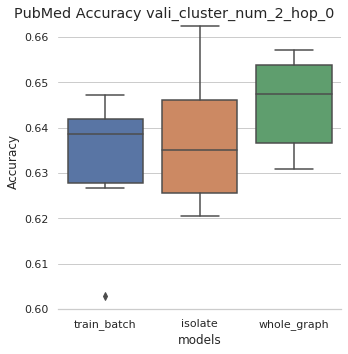 PubMed Accuracy vali_cluster_num_2_hop_0
0.66
0.65
0.64
0.63
0.62
0.61
0.60
Accuracy
train_batch isolate whole_graph
models